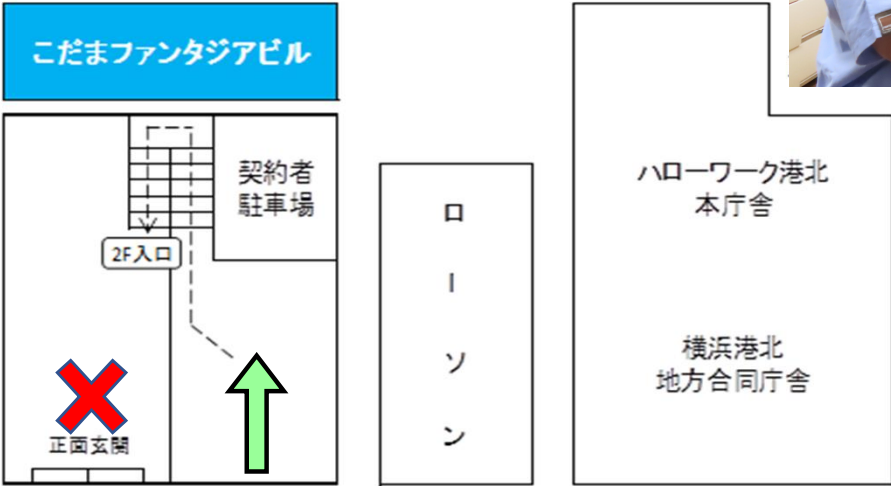 こだまファンタジアビル
契約者
駐車場
2F入口
正面玄関
ローソン
ハローワーク港北
本庁舎
横浜港北
地方合同庁舎